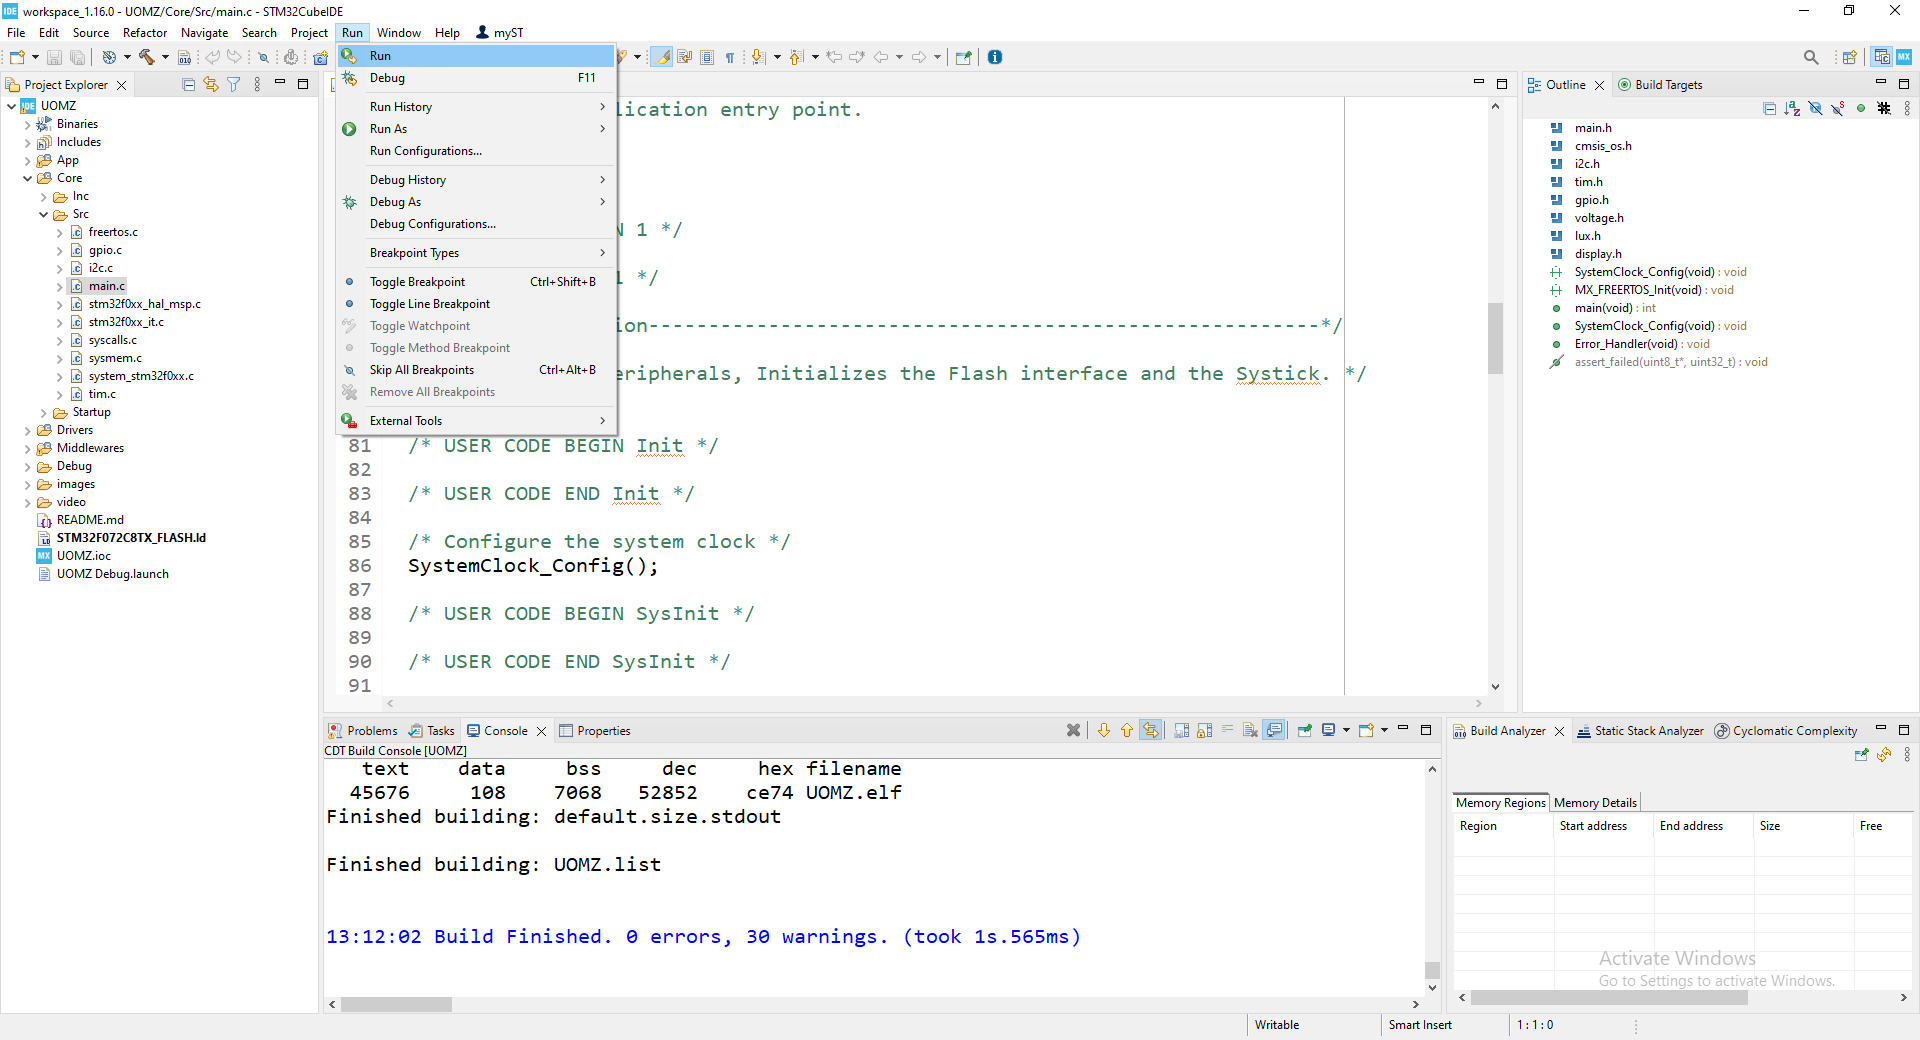 workspace_1.16.0 - UOMZ/Core/Src/main.c - STM32CubeIDE
File Edit Source Refactor Navigate Search Project Run Window Help myST
Project Explorer
UOMZ
Binaries
Includes
App
Core
Inc
Src
freertos.c
gpio.c
i2c.c
main.c
stm32f0xx_hal_msp.c
stm32f0xx_it.c
syscalls.c
sysmem.c
system_stm32f0xx.c
tim.c
Startup
Drivers
Middlewares
Debug
images
video
README.md
STM32F072C8TX_FLASH.ld
UOMZ.ioc
UOMZ Debug.launch
Run
Debug F11
Run History
Run As
Run Configurations...
Debug History
Debug As
Debug Configurations...
Breakpoint Types
Toggle Breakpoint Ctrl+Shift+B
Toggle Line Breakpoint
Toggle Watchpoint
Toggle Method Breakpoint
Skip All Breakpoints Ctrl+Alt+B
Remove All Breakpoints
External Tools
lication entry point.
N 1 */
1 */
ion--------------------------------------------------------*/
eripherals, Initializes the Flash interface and the Systick. */
81 /* USER CODE BEGIN Init */
82
83 /* USER CODE END Init */
84
85 /* Configure the system clock */
86 SystemClock_Config();
87
88 /* USER CODE BEGIN SysInit */
89
90 /* USER CODE END SysInit */
91
Outline Build Targets
main.h
cmsis_os.h
i2c.h
tim.h
gpio.h
voltage.h
lux.h
display.h
SystemClock_Config(void) : void
MX_FREERTOS_Init(void) : void
main(void) : int
SystemClock_Config(void) : void
Error_Handler(void) : void
assert_failed(uint8_t*, uint32_t) : void
Problems Tasks Console Properties
CDT Build Console [UOMZ]
text data bss dec hex filename
45676 108 7068 52852 ce74 UOMZ.elf
Finished building: default.size.stdout
Finished building: UOMZ.list
13:12:02 Build Finished. 0 errors, 30 warnings. (took 1s.565ms)
Build Analyzer Static Stack Analyzer Cyclomatic Complexity
Memory Regions Memory Details
Region Start address End address Size Free
Activate Windows
Go to Settings to activate Windows.
Writable Smart Insert 1 : 1 : 0